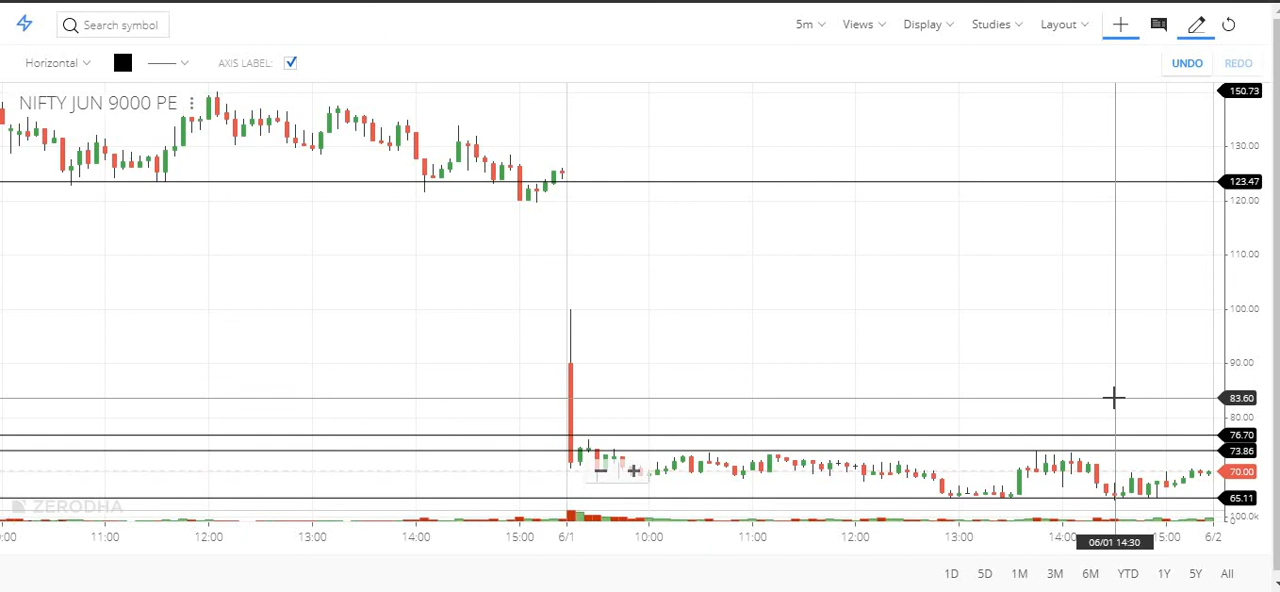 Search symbol 5m Views Display Studies Layout
Horizontal AXIS LABEL: UNDO REDO
NIFTY JUN 9000 PE
150.73
130.00
123.47
120.00
110.00
100.00
90.00
83.60
80.00
76.70
73.86
70.00
65.11
ZERODHA
100.0k
0
:00 11:00 12:00 13:00 14:00 15:00 6/1 10:00 11:00 12:00 13:00 14:00 15:00 6/2
06/01 14:30
1D 5D 1M 3M 6M YTD 1Y 5Y All